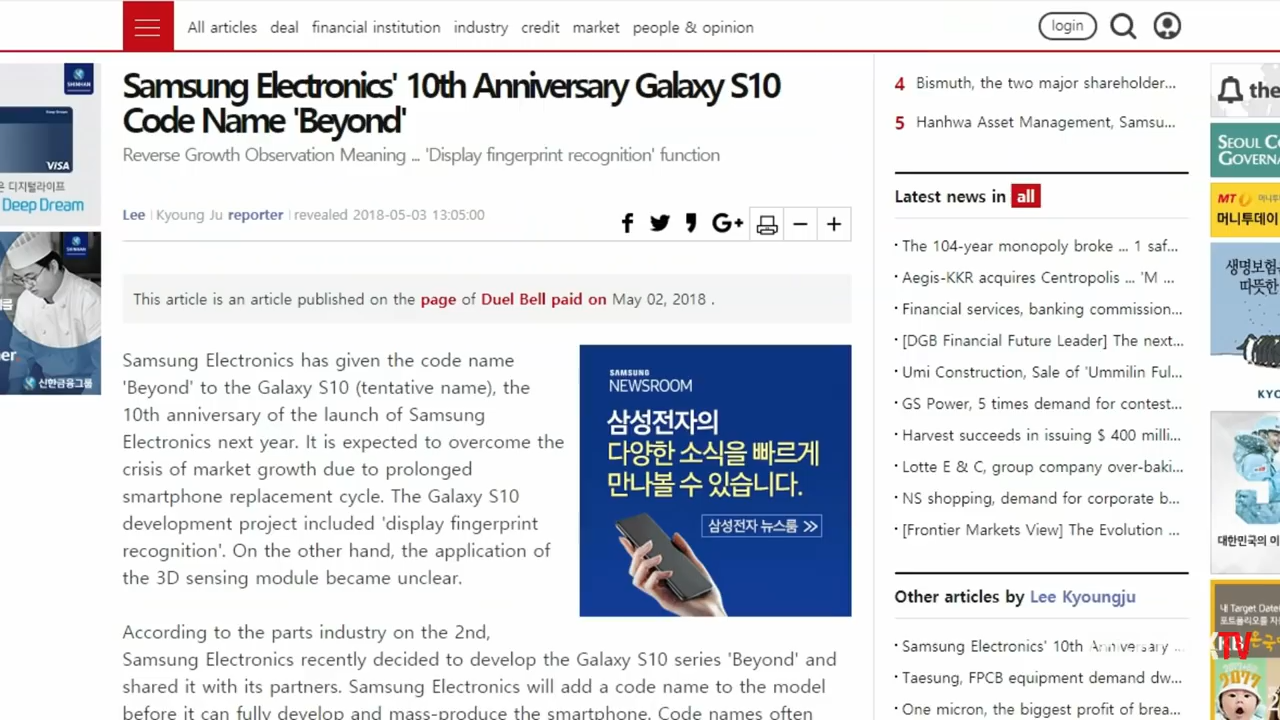 All articles deal financial institution industry credit market people & opinion
login
SHINHAN
Deep Dream
VISA
디지털라이프
Deep Dream
SHINHAN
신한금융그룹
Samsung Electronics' 10th Anniversary Galaxy S10
Code Name 'Beyond'
Reverse Growth Observation Meaning ... 'Display fingerprint recognition' function
Lee Kyoung Ju reporter revealed 2018-05-03 13:05:00
G+
This article is an article published on the page of Duel Bell paid on May 02, 2018 .
Samsung Electronics has given the code name
'Beyond' to the Galaxy S10 (tentative name), the
10th anniversary of the launch of Samsung
Electronics next year. It is expected to overcome the
crisis of market growth due to prolonged
smartphone replacement cycle. The Galaxy S10
development project included 'display fingerprint
recognition'. On the other hand, the application of
the 3D sensing module became unclear.
SAMSUNG
NEWSROOM
삼성전자의
다양한 소식을 빠르게
만나볼 수 있습니다.
삼성전자 뉴스룸 >>
According to the parts industry on the 2nd,
Samsung Electronics recently decided to develop the Galaxy S10 series 'Beyond' and
shared it with its partners. Samsung Electronics will add a code name to the model
before it can fully develop and mass-produce the smartphone. Code names often
4 Bismuth, the two major shareholder...
5 Hanhwa Asset Management, Samsu...
Latest news in all
· The 104-year monopoly broke ... 1 saf...
· Aegis-KKR acquires Centropolis ... 'M ...
· Financial services, banking commission...
· [DGB Financial Future Leader] The next...
· Umi Construction, Sale of 'Ummilin Ful...
· GS Power, 5 times demand for contest...
· Harvest succeeds in issuing $ 400 milli...
· Lotte E & C, group company over-baki...
· NS shopping, demand for corporate b...
· [Frontier Markets View] The Evolution ...
Other articles by Lee Kyoungju
· Samsung Electronics' 10th Anniversary ...
· Taesung, FPCB equipment demand dw...
· One micron, the biggest profit of brea...
the
SEOUL CO
GOVERNA
MT
머니투데이
생명보험
따뜻한
KYO
대한민국의 이
내 Target Date
KB
TV